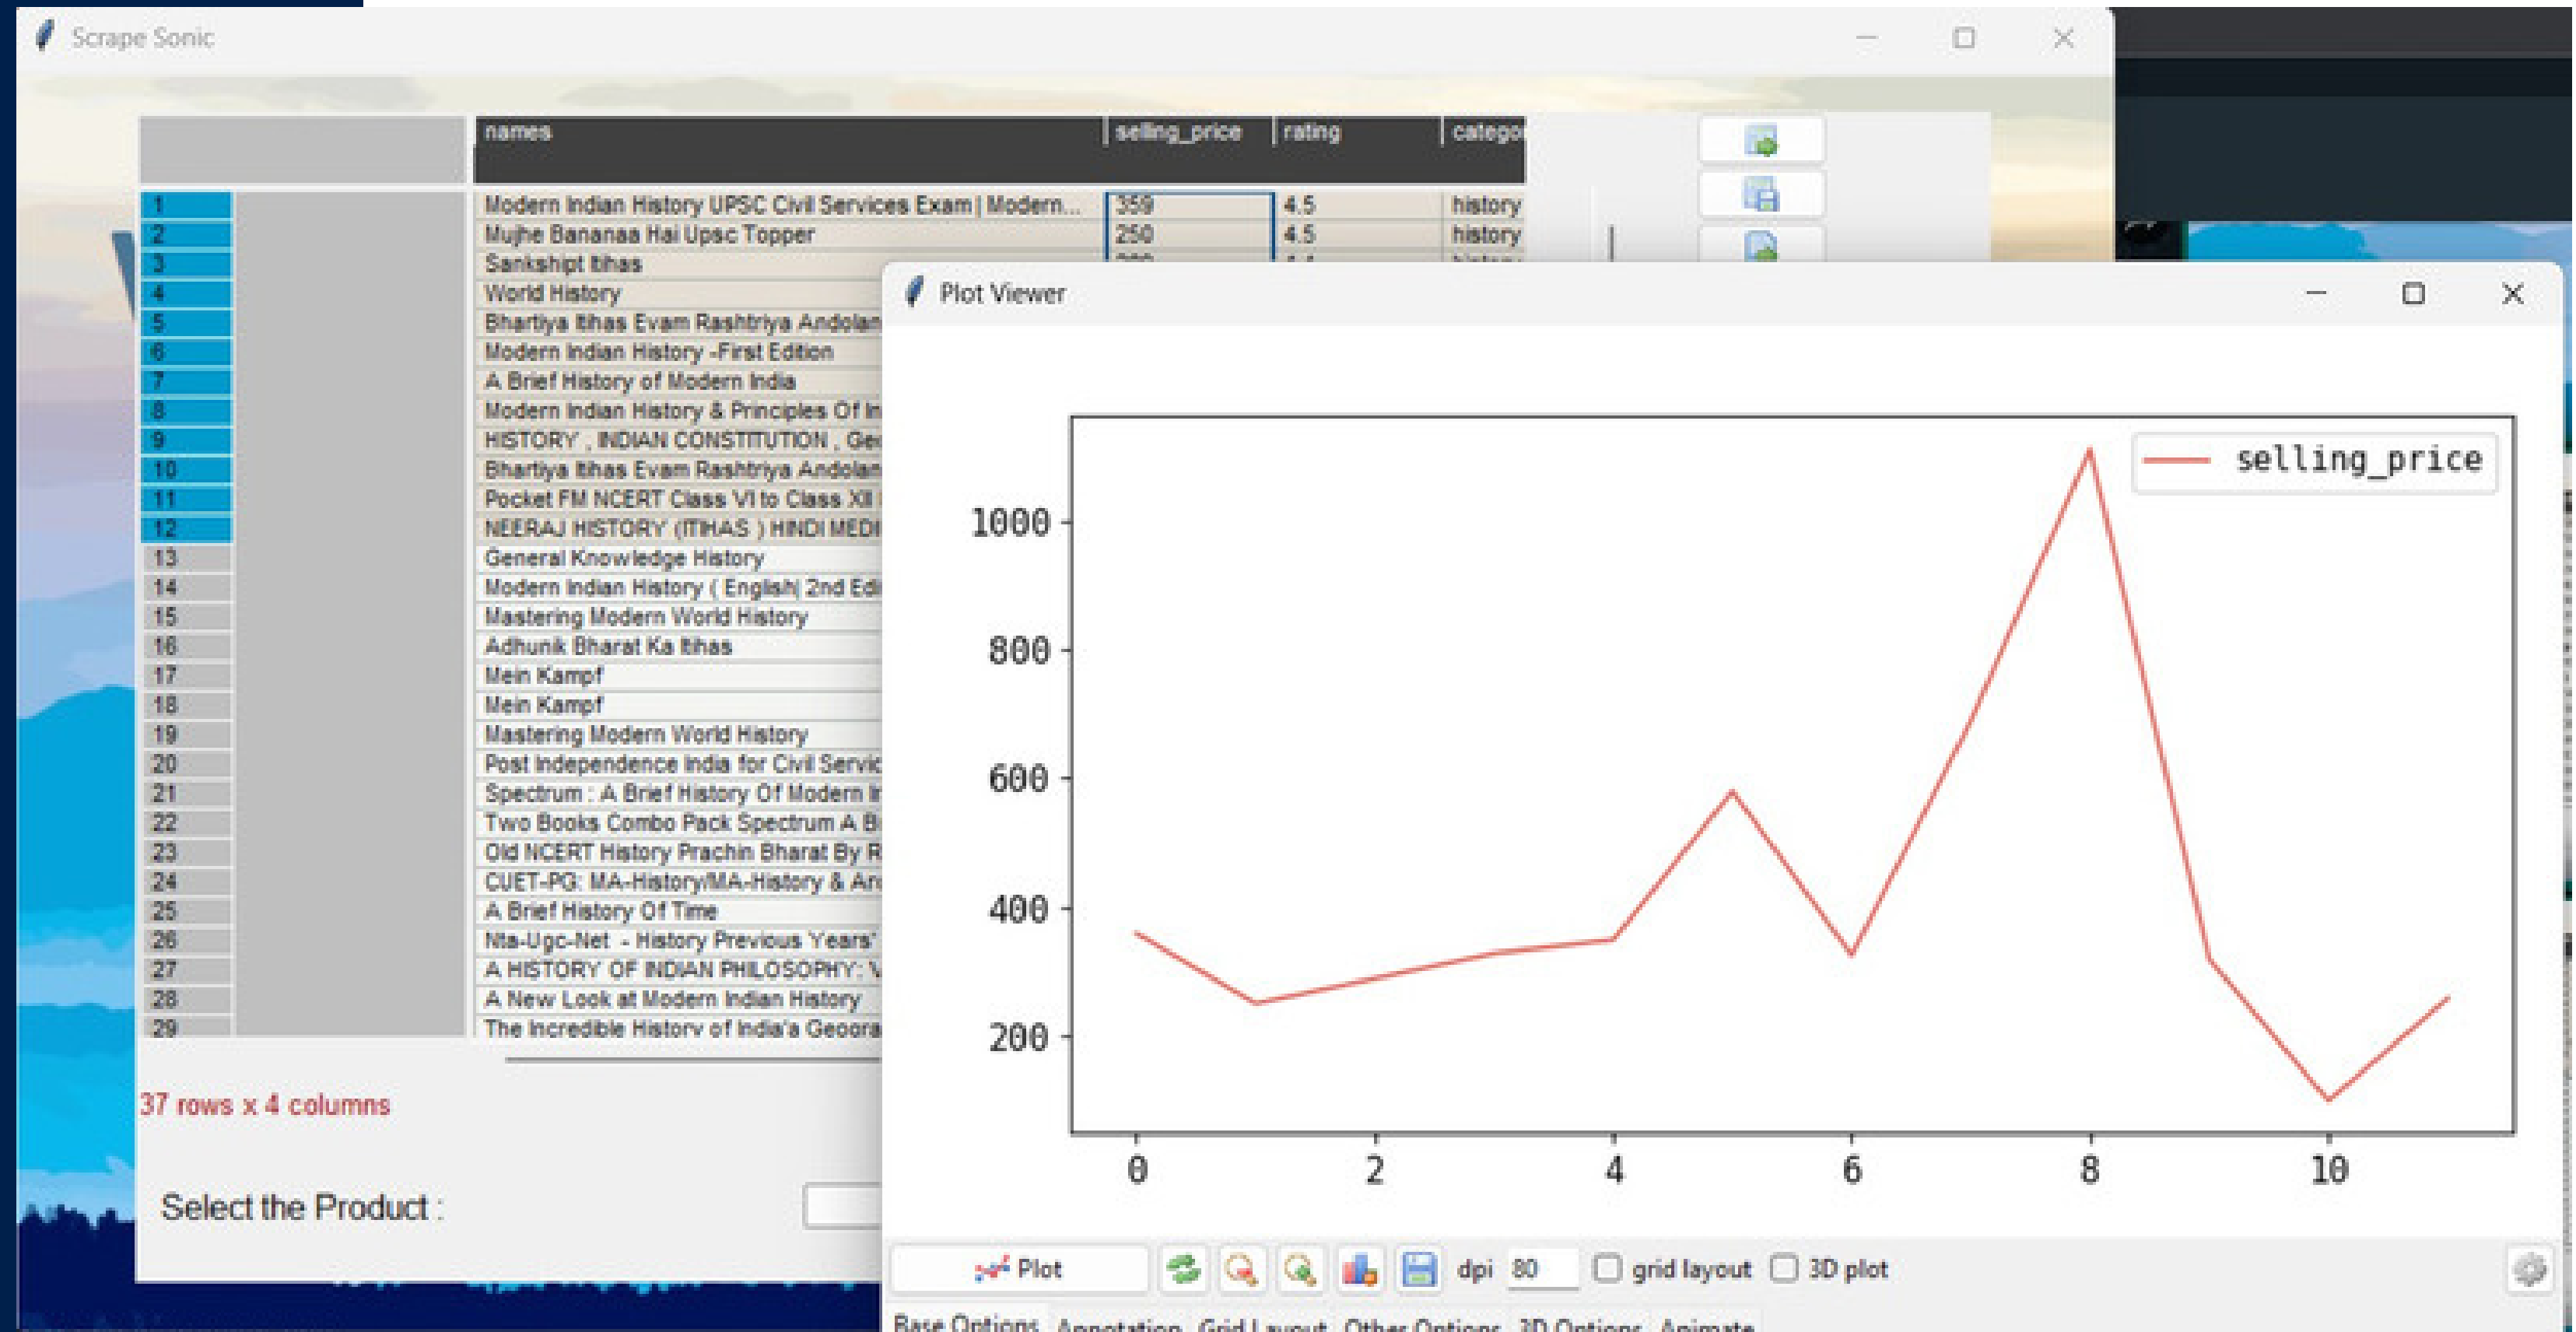 Scrape Sonic
names selling_price rating categor
1 Modern Indian History UPSC Civil Services Exam | Modern... 359 4.5 history
2 Mujhe Bananaa Hai Upsc Topper 250 4.5 history
3 Sankshipt Itihas
4 World History
5 Bhartiya Itihas Evam Rashtriya Andolan
6 Modern Indian History -First Edition
7 A Brief History of Modern India
8 Modern Indian History & Principles Of In
9 HISTORY , INDIAN CONSTITUTION , Geo
10 Bhartiya Itihas Evam Rashtriya Andolan
11 Pocket FM NCERT Class VI to Class XII
12 NEERAJ HISTORY (ITIHAS ) HINDI MEDI
13 General Knowledge History
14 Modern Indian History ( English| 2nd Edi
15 Mastering Modern World History
16 Adhunik Bharat Ka Itihas
17 Mein Kampf
18 Mein Kampf
19 Mastering Modern World History
20 Post Independence India for Civil Servic
21 Spectrum : A Brief History Of Modern In
22 Two Books Combo Pack Spectrum A B
23 Old NCERT History Prachin Bharat By R
24 CUET-PG: MA-History/MA-History & Arc
25 A Brief History Of Time
26 Nta-Ugc-Net - History Previous 'Years'
27 A HISTORY OF INDIAN PHILOSOPHY: V
28 A New Look at Modern Indian History
29 The Incredible History of India'a Geogra
37 rows x 4 columns
Select the Product :
Plot Viewer
selling_price
1000
800
600
400
200
0 2 4 6 8 10
Plot dpi 80 grid layout 3D plot
Base Options Annotation Grid Layout Other Options 3D Options Animate